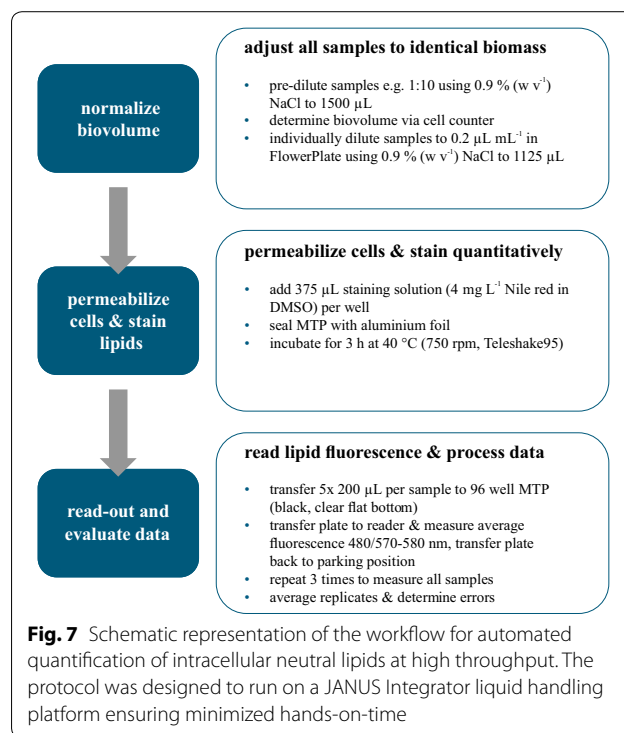 normalize
biovolume
adjust all samples to identical biomass
• pre-dilute samples e.g. 1:10 using 0.9 % (w v⁻¹)
NaCl to 1500 µL
• determine biovolume via cell counter
• individually dilute samples to 0.2 µL mL⁻¹ in
FlowerPlate using 0.9 % (w v⁻¹) NaCl to 1125 µL
permeabilize
cells & stain
lipids
permeabilize cells & stain quantitatively
• add 375 µL staining solution (4 mg L⁻¹ Nile red in
DMSO) per well
• seal MTP with aluminium foil
• incubate for 3 h at 40 °C (750 rpm, Teleshake95)
read-out and
evaluate data
read lipid fluorescence & process data
• transfer 5x 200 µL per sample to 96 well MTP
(black, clear flat bottom)
• transfer plate to reader & measure average
fluorescence 480/570-580 nm, transfer plate
back to parking position
• repeat 3 times to measure all samples
• average replicates & determine errors
Fig. 7 Schematic representation of the workflow for automated
quantification of intracellular neutral lipids at high throughput. The
protocol was designed to run on a JANUS Integrator liquid handling
platform ensuring minimized hands-on-time